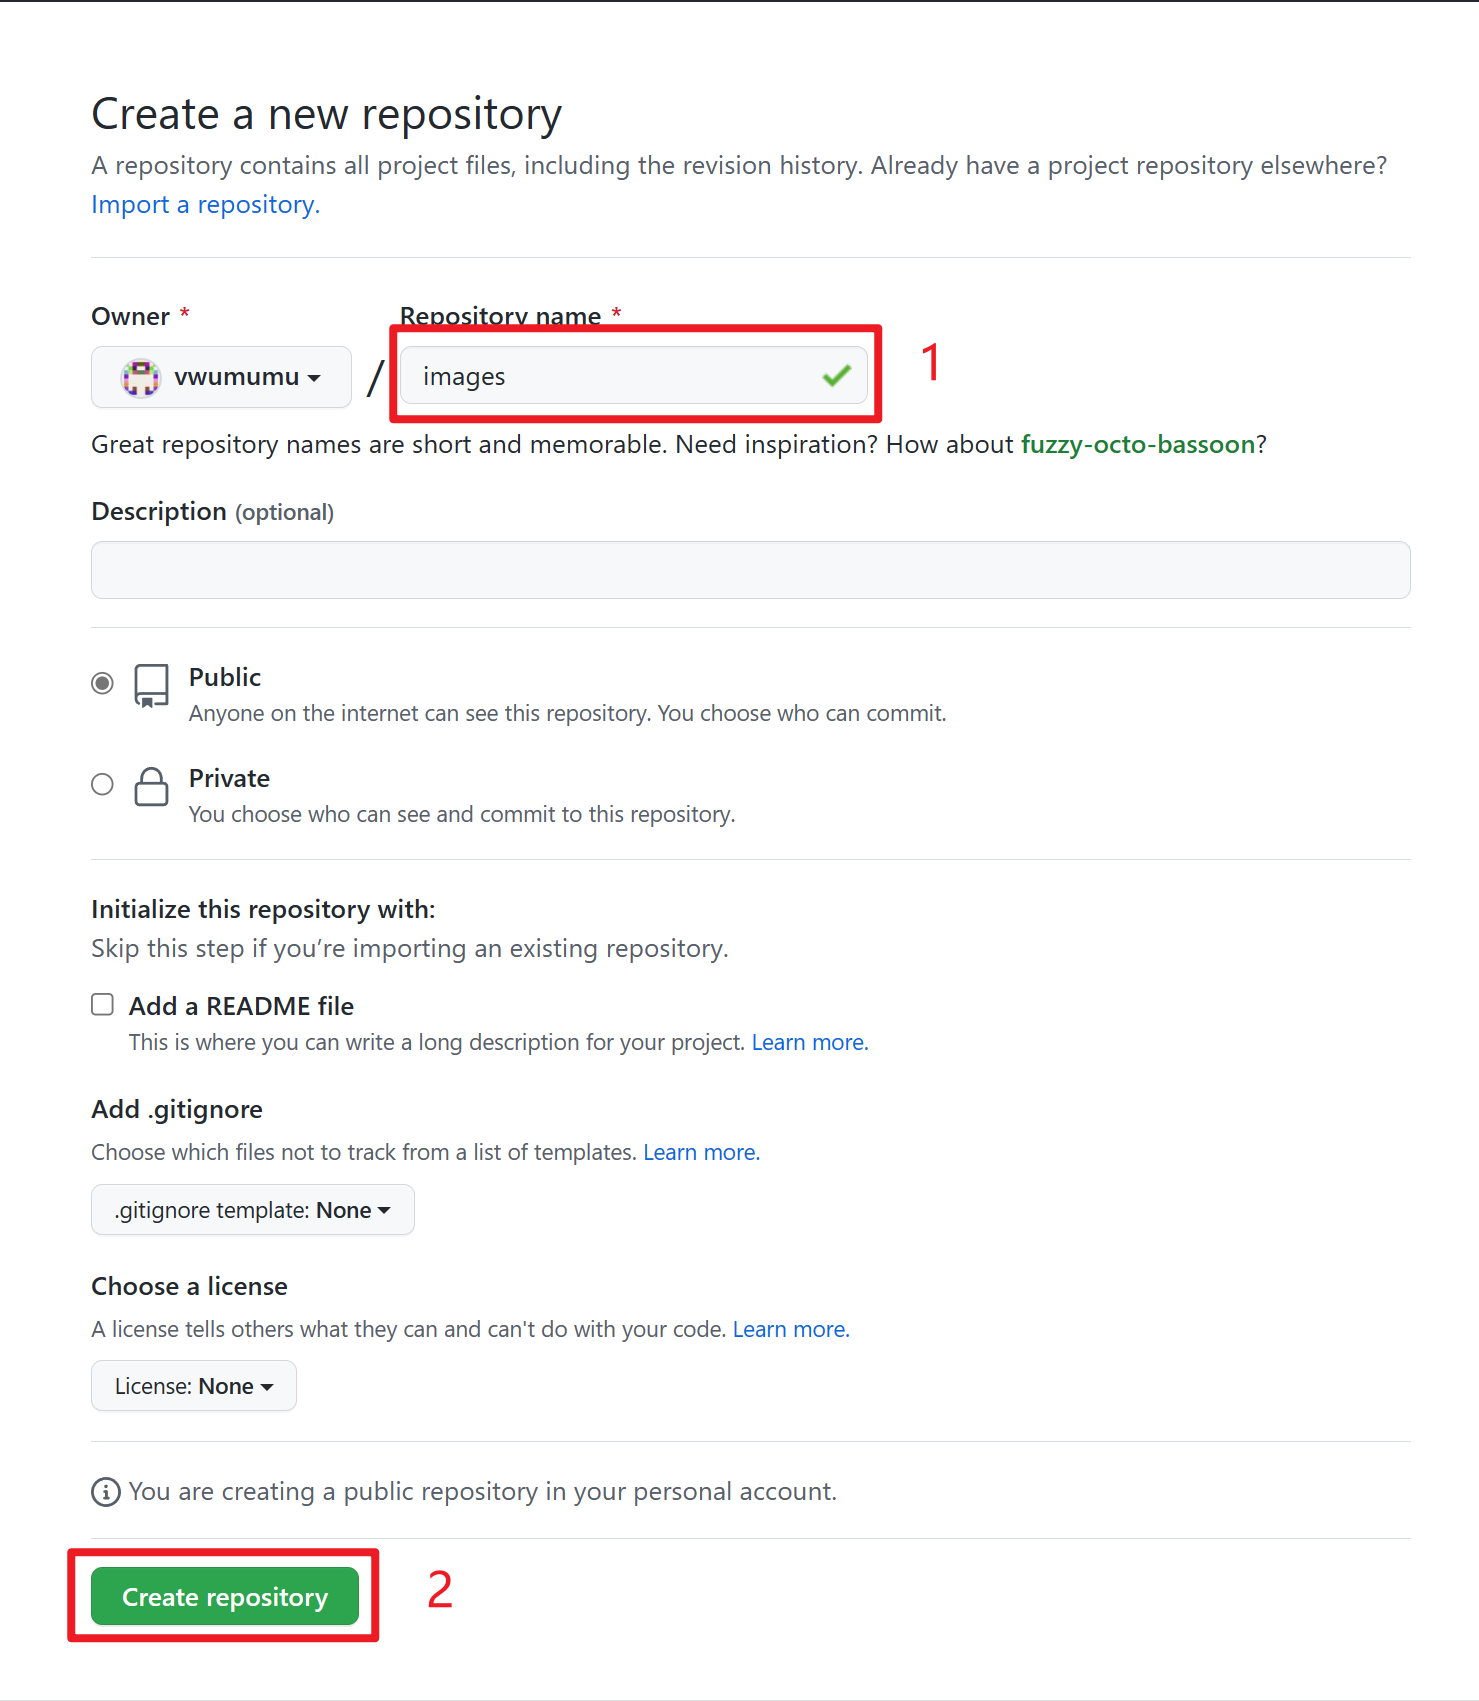 Create a new repository
A repository contains all project files, including the revision history. Already have a project repository elsewhere?
Import a repository.
Owner *
Repository name *
vwumumu
/
images
1
Great repository names are short and memorable. Need inspiration? How about fuzzy-octo-bassoon?
Description (optional)
Public
Anyone on the internet can see this repository. You choose who can commit.
Private
You choose who can see and commit to this repository.
Initialize this repository with:
Skip this step if you’re importing an existing repository.
Add a README file
This is where you can write a long description for your project. Learn more.
Add .gitignore
Choose which files not to track from a list of templates. Learn more.
.gitignore template: None
Choose a license
A license tells others what they can and can't do with your code. Learn more.
License: None
You are creating a public repository in your personal account.
Create repository
2